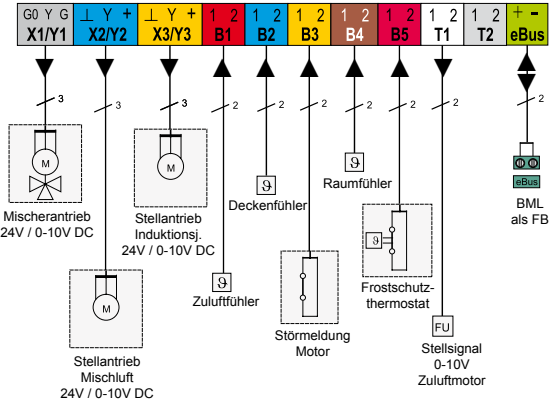 G0 Y G ⊥ Y + ⊥ Y + 1 2 1 2 1 2 1 2 1 2 1 2 1 2 + -
X1/Y1 X2/Y2 X3/Y3 B1 B2 B3 B4 B5 T1 T2 eBus
3 3 3 2 2 2 2 2 2 2
M M
ϑ ϑ
ϑ
eBus
Mischerantrieb
24V / 0-10V DC
Stellantrieb
Induktionsj.
24V / 0-10V DC
Deckenfühler
Raumfühler
BML
als FB
M
ϑ
Zuluftfühler
Frostschutz-
thermostat
Störmeldung
Motor
FU
Stellsignal
0-10V
Zuluftmotor
Stellantrieb
Mischluft
24V / 0-10V DC